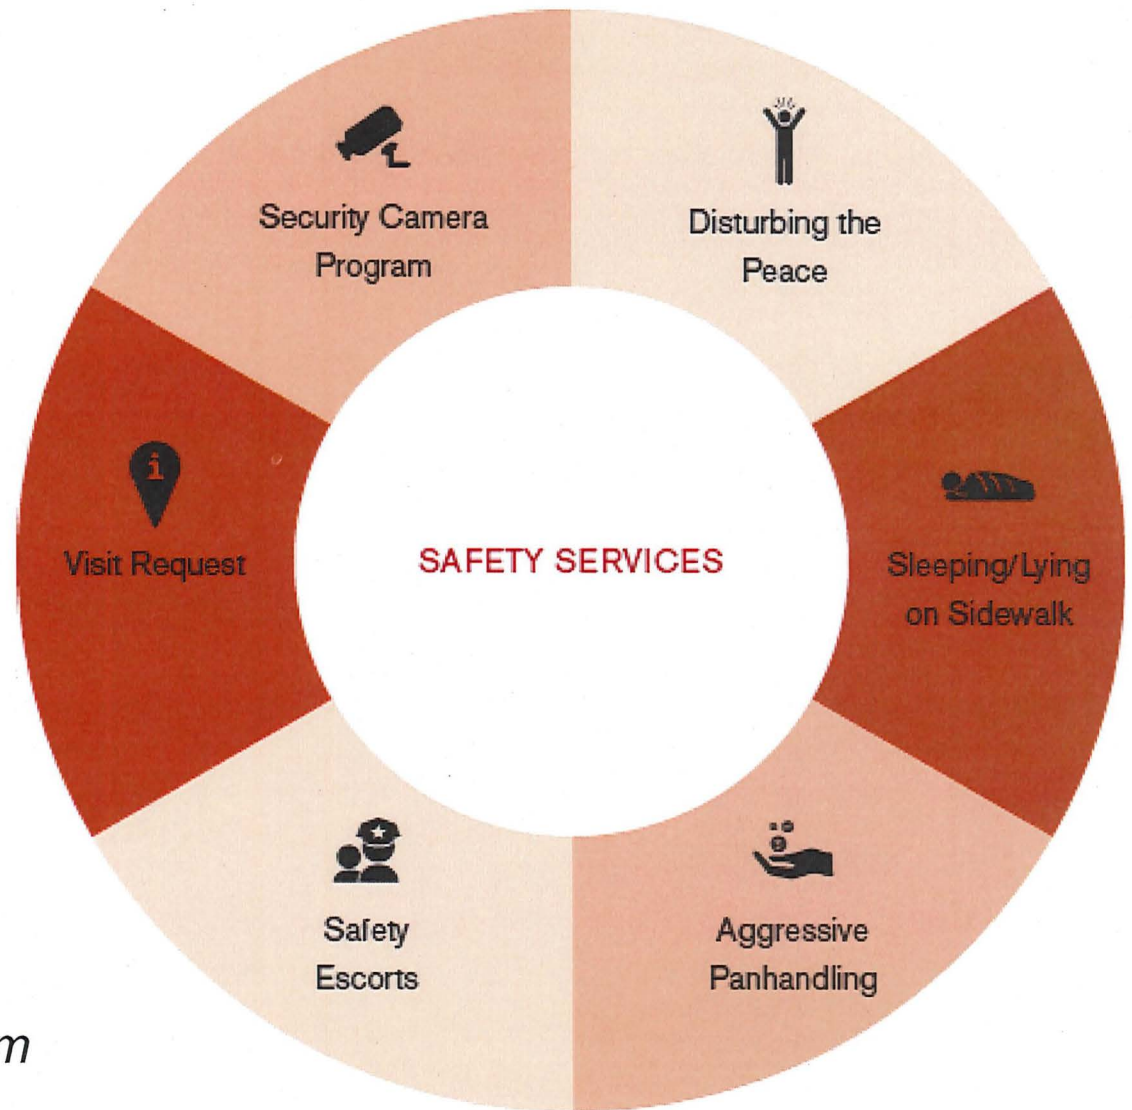 Security Camera
Program
Disturbing the
Peace
Visit Request
SAFETY SERVICES
Sleeping/Lying
on Sidewalk
Safety
Escorts
Aggressive
Panhandling